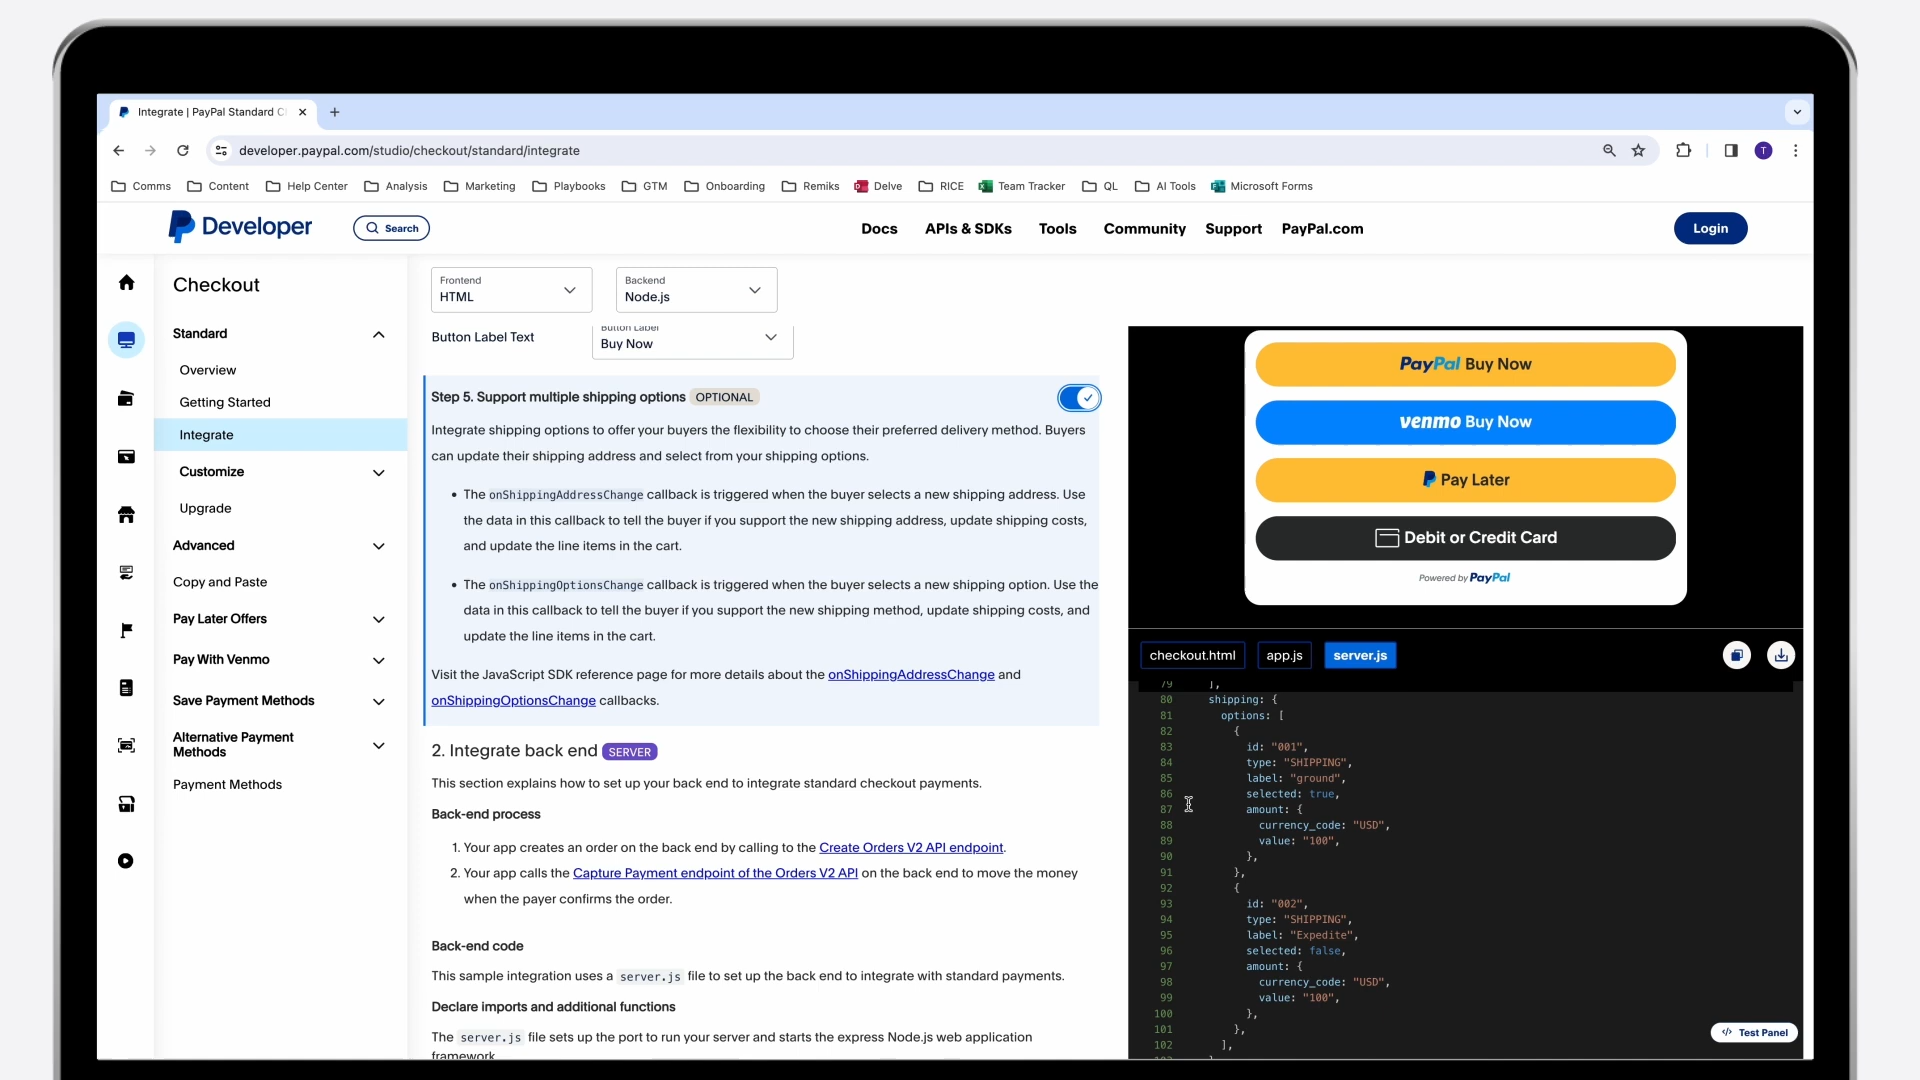 Integrate | PayPal Standard C
developer.paypal.com/studio/checkout/standard/integrate
T
Comms
Content
Help Center
Analysis
Marketing
Playbooks
GTM
Onboarding
Remiks
Delve
RICE
Team Tracker
QL
AI Tools
Microsoft Forms
Developer
Search
Docs
APIs & SDKs
Tools
Community
Support
PayPal.com
Login
Checkout
Standard
Overview
Getting Started
Integrate
Customize
Upgrade
Advanced
Copy and Paste
Pay Later Offers
Pay With Venmo
Save Payment Methods
Alternative Payment
Methods
Payment Methods
Frontend
HTML
Backend
Node.js
Button Label Text
Button Label
Buy Now
Step 5. Support multiple shipping options OPTIONAL
Integrate shipping options to offer your buyers the flexibility to choose their preferred delivery method. Buyers
can update their shipping address and select from your shipping options.
• The onShippingAddressChange callback is triggered when the buyer selects a new shipping address. Use
the data in this callback to tell the buyer if you support the new shipping address, update shipping costs,
and update the line items in the cart.
• The onShippingOptionsChange callback is triggered when the buyer selects a new shipping option. Use the
data in this callback to tell the buyer if you support the new shipping method, update shipping costs, and
update the line items in the cart.
Visit the JavaScript SDK reference page for more details about the onShippingAddressChange and
onShippingOptionsChange callbacks.
2. Integrate back end SERVER
This section explains how to set up your back end to integrate standard checkout payments.
Back-end process
1. Your app creates an order on the back end by calling to the Create Orders V2 API endpoint.
2. Your app calls the Capture Payment endpoint of the Orders V2 API on the back end to move the money
when the payer confirms the order.
Back-end code
This sample integration uses a server.js file to set up the back end to integrate with standard payments.
Declare imports and additional functions
The server.js file sets up the port to run your server and starts the express Node.js web application
framework.
PayPal Buy Now
venmo Buy Now
Pay Later
Debit or Credit Card
Powered by PayPal
checkout.html
app.js
server.js
79 ],
80 shipping: {
81 options: [
82 {
83 id: "001",
84 type: "SHIPPING",
85 label: "ground",
86 selected: true,
87 amount: {
88 currency_code: "USD",
89 value: "100",
90 },
91 },
92 {
93 id: "002",
94 type: "SHIPPING",
95 label: "Expedite",
96 selected: false,
97 amount: {
98 currency_code: "USD",
99 value: "100",
100 },
101 },
102 ],
</> Test Panel